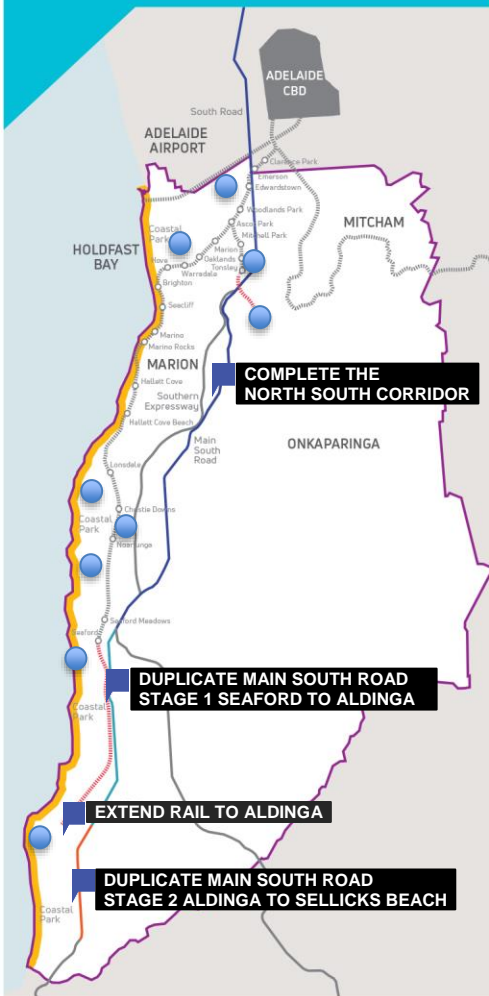 ADELAIDE
CBD
South Road
ADELAIDE
AIRPORT
Clarence Park
Emerson
Edwardstown
Woodlands Park
Ascot Park
Mitchell Park
MITCHAM
Coastal
Park
Marion
Oaklands
Tonsley
HOLDFAST
BAY
Hove
Warradale
Brighton
Seacliff
Marino
Marino Rocks
MARION
COMPLETE THE
NORTH SOUTH CORRIDOR
Hallett Cove
Southern
Expressway
Hallett Cove Beach
Main
South
Road
ONKAPARINGA
Lonsdale
Christie Downs
Coastal
Park
Noarlunga
Seaford Meadows
Seaford
DUPLICATE MAIN SOUTH ROAD
STAGE 1 SEAFORD TO ALDINGA
Coastal
Park
EXTEND RAIL TO ALDINGA
DUPLICATE MAIN SOUTH ROAD
STAGE 2 ALDINGA TO SELLICKS BEACH
Coastal
Park